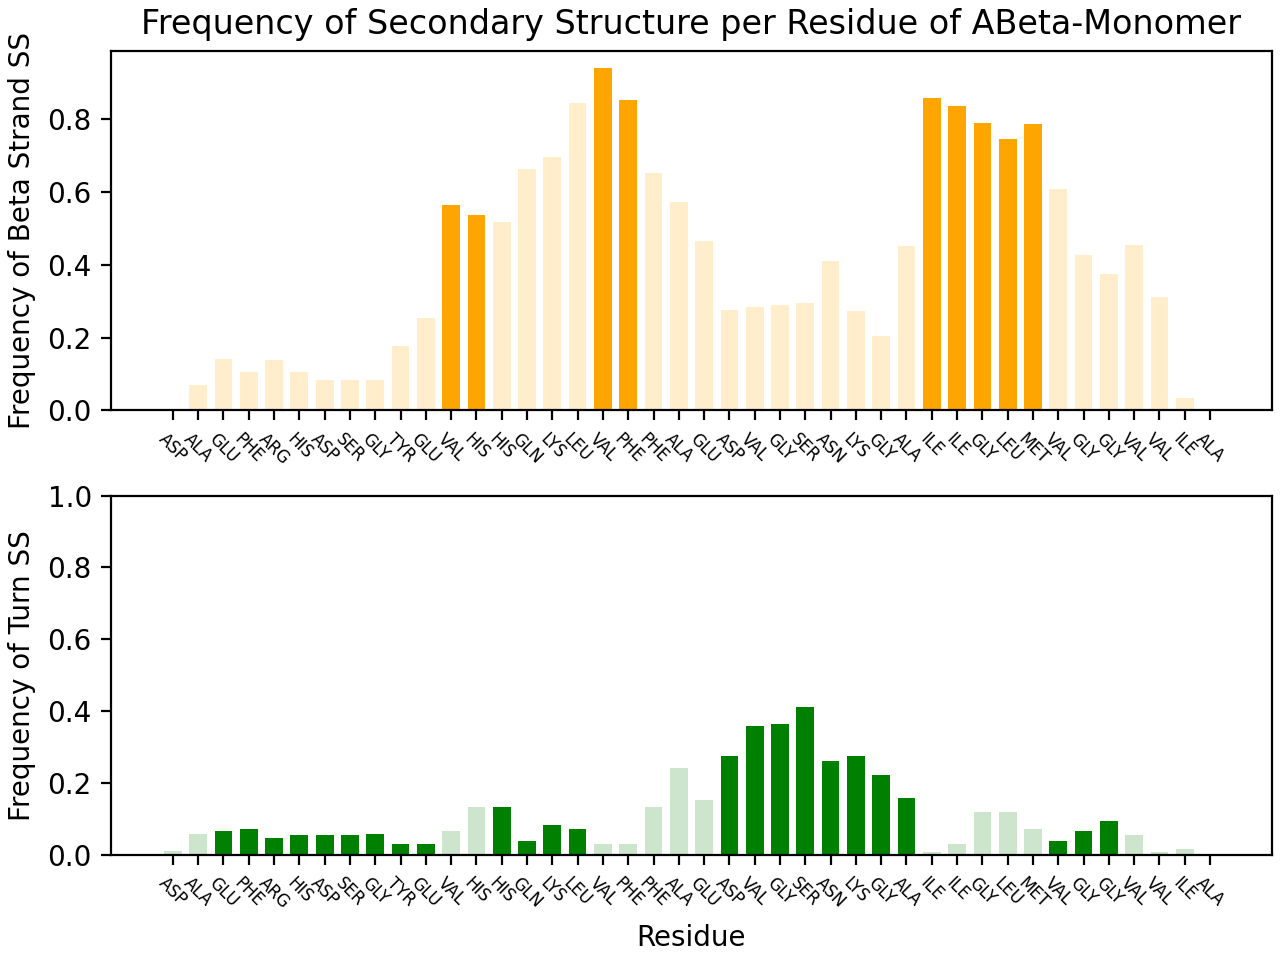 Frequency of Secondary Structure per Residue of ABeta-Monomer
Frequency of Beta Strand SS
0.8
0.6
0.4
0.2
0.0
ASP ALA GLU PHE ARG HIS ASP SER GLY TYR GLU VAL HIS HIS GLN LYS LEU VAL PHE PHE ALA GLU ASP VAL GLY SER ASN LYS GLY ALA ILE ILE GLY LEU MET VAL GLY GLY VAL VAL ILE ALA
Frequency of Turn SS
1.0
0.8
0.6
0.4
0.2
0.0
ASP ALA GLU PHE ARG HIS ASP SER GLY TYR GLU VAL HIS HIS GLN LYS LEU VAL PHE PHE ALA GLU ASP VAL GLY SER ASN LYS GLY ALA ILE ILE GLY LEU MET VAL GLY GLY VAL VAL ILE ALA
Residue